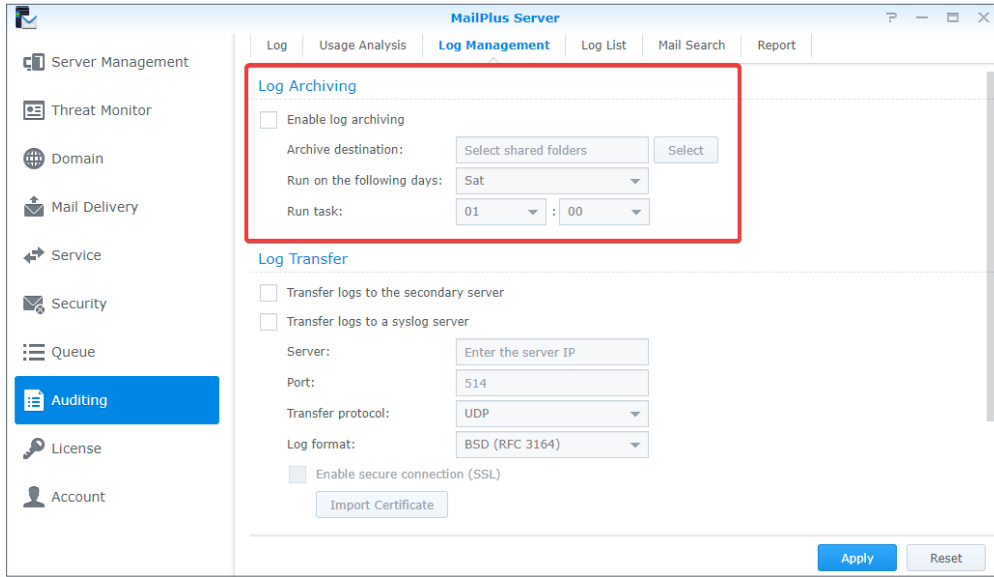 MailPlus Server
Server Management
Threat Monitor
Domain
Mail Delivery
Service
Security
Queue
Auditing
License
Account
Log Usage Analysis Log Management Log List Mail Search Report
Log Archiving
Enable log archiving
Archive destination: Select shared folders Select
Run on the following days: Sat
Run task: 01 : 00
Log Transfer
Transfer logs to the secondary server
Transfer logs to a syslog server
Server: Enter the server IP
Port: 514
Transfer protocol: UDP
Log format: BSD (RFC 3164)
Enable secure connection (SSL)
Import Certificate
Apply Reset